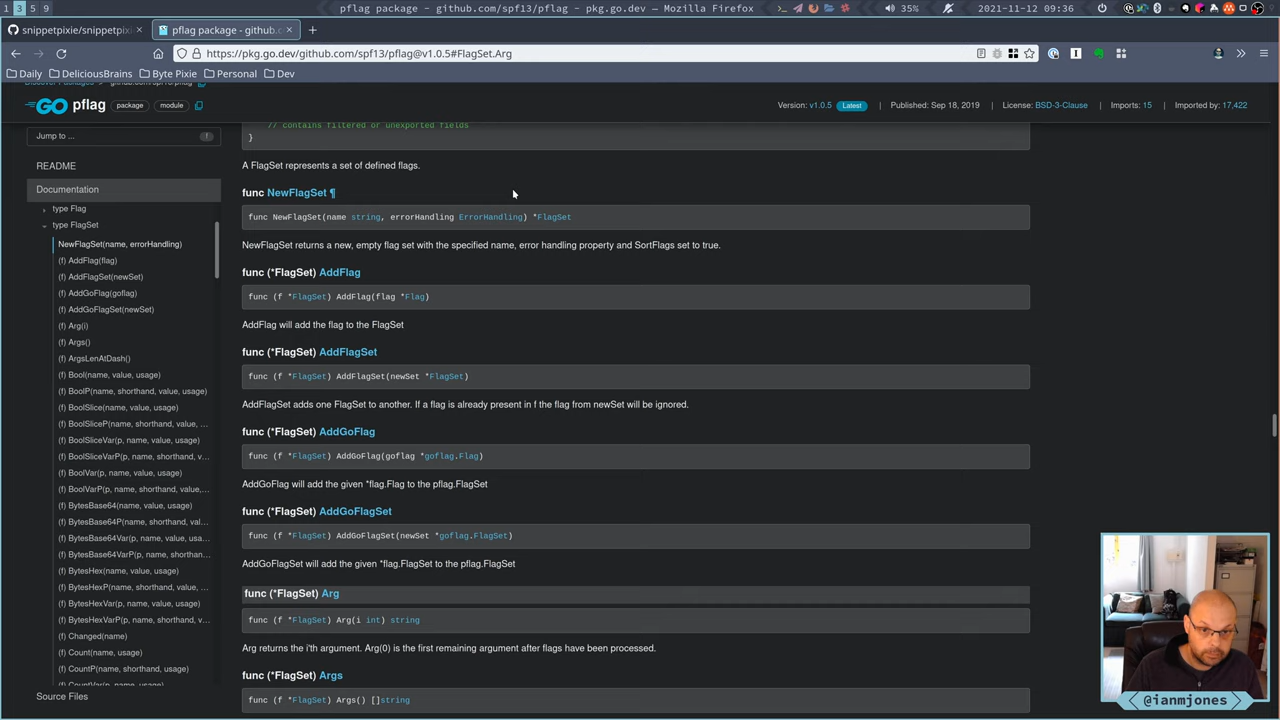 1 3 5 9
pflag package - github.com/spf13/pflag - pkg.go.dev — Mozilla Firefox
35%
2021-11-12 09:36
snippetpixie/snippetpixi
pflag package - github.c
https://pkg.go.dev/github.com/spf13/pflag@v1.0.5#FlagSet.Arg
Daily
DeliciousBrains
Byte Pixie
Personal
Dev
Discover Packages
github.com/spf13/pflag
GO pflag
package
module
Version: v1.0.5
Latest
Published: Sep 18, 2019
License: BSD-3-Clause
Imports: 15
Imported by: 17,422
Jump to ...
f
README
Documentation
type Flag
type FlagSet
NewFlagSet(name, errorHandling)
(f) AddFlag(flag)
(f) AddFlagSet(newSet)
(f) AddGoFlag(goflag)
(f) AddGoFlagSet(newSet)
(f) Arg(i)
(f) Args()
(f) ArgsLenAtDash()
(f) Bool(name, value, usage)
(f) BoolP(name, shorthand, value, usage)
(f) BoolSlice(name, value, usage)
(f) BoolSliceP(name, shorthand, value, ...
(f) BoolSliceVar(p, name, value, usage)
(f) BoolSliceVarP(p, name, shorthand, v...
(f) BoolVar(p, name, value, usage)
(f) BoolVarP(p, name, shorthand, value,...
(f) BytesBase64(name, value, usage)
(f) BytesBase64P(name, shorthand, val...
(f) BytesBase64Var(p, name, value, usa...
(f) BytesBase64VarP(p, name, shorthan...
(f) BytesHex(name, value, usage)
(f) BytesHexP(name, shorthand, value, ...
(f) BytesHexVar(p, name, value, usage)
(f) BytesHexVarP(p, name, shorthand, v...
(f) Changed(name)
(f) Count(name, usage)
(f) CountP(name, shorthand, usage)
(f) CountVar(p, name, usage)
Source Files
// contains filtered or unexported fields
}
A FlagSet represents a set of defined flags.
func NewFlagSet ¶
func NewFlagSet(name string, errorHandling ErrorHandling) *FlagSet
NewFlagSet returns a new, empty flag set with the specified name, error handling property and SortFlags set to true.
func (*FlagSet) AddFlag
func (f *FlagSet) AddFlag(flag *Flag)
AddFlag will add the flag to the FlagSet
func (*FlagSet) AddFlagSet
func (f *FlagSet) AddFlagSet(newSet *FlagSet)
AddFlagSet adds one FlagSet to another. If a flag is already present in f the flag from newSet will be ignored.
func (*FlagSet) AddGoFlag
func (f *FlagSet) AddGoFlag(goflag *goflag.Flag)
AddGoFlag will add the given *flag.Flag to the pflag.FlagSet
func (*FlagSet) AddGoFlagSet
func (f *FlagSet) AddGoFlagSet(newSet *goflag.FlagSet)
AddGoFlagSet will add the given *flag.FlagSet to the pflag.FlagSet
func (*FlagSet) Arg
func (f *FlagSet) Arg(i int) string
Arg returns the i'th argument. Arg(0) is the first remaining argument after flags have been processed.
func (*FlagSet) Args
func (f *FlagSet) Args() []string
@ianmjones